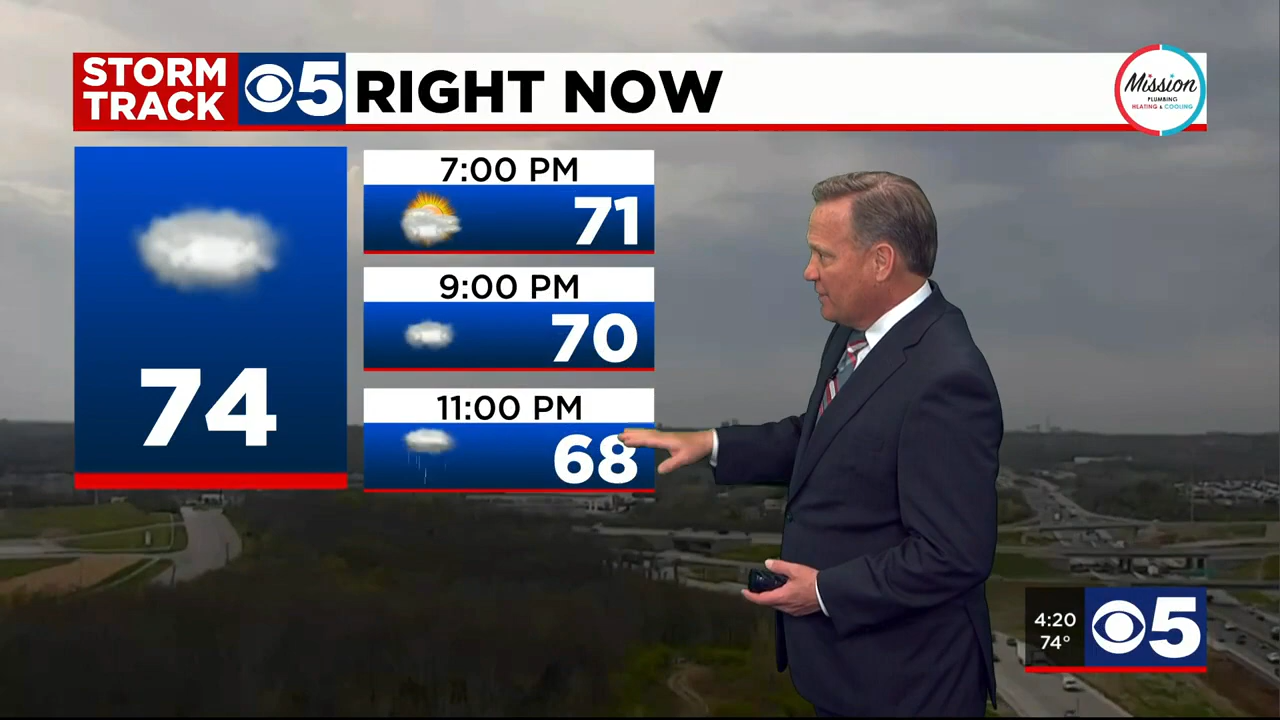 STORM
TRACK
5
RIGHT NOW
Mission
PLUMBING
HEATING & COOLING
74
7:00 PM
71
9:00 PM
70
11:00 PM
68
4:20
74°
5